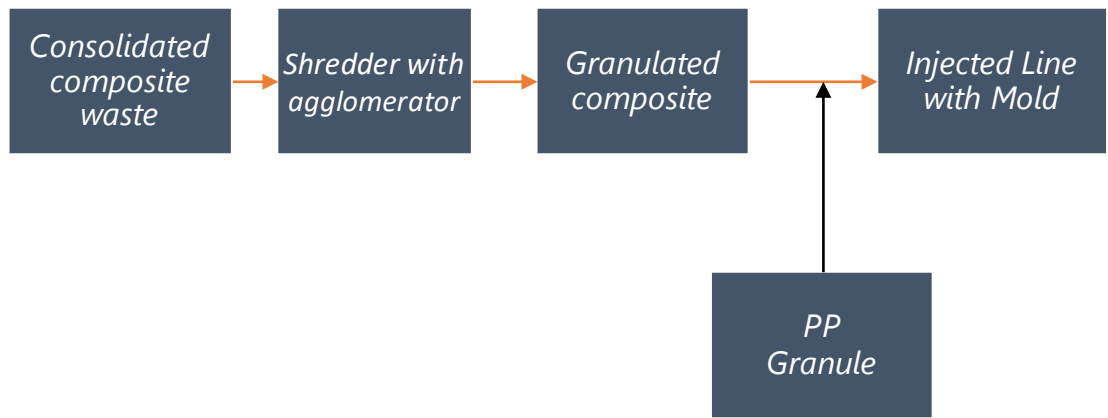 Consolidated
composite
waste
Shredder with
agglomerator
Granulated
composite
Injected Line
with Mold
PP
Granule